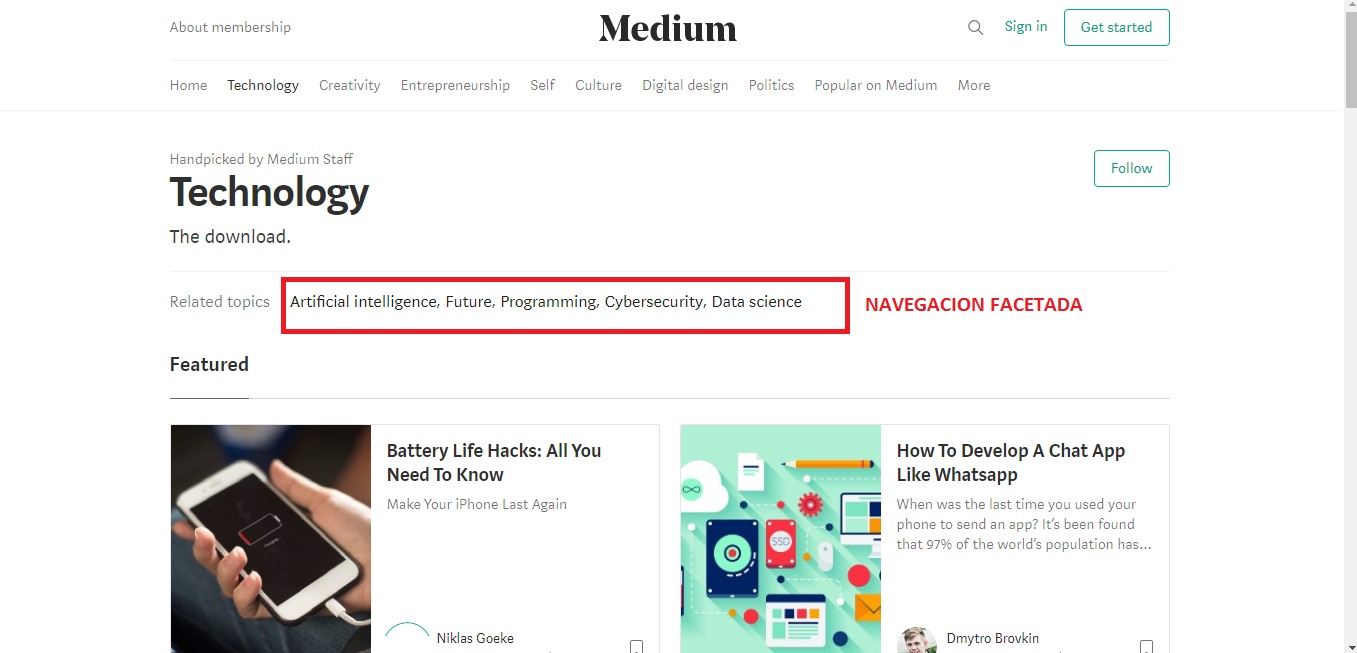 About membership
Medium
Sign in
Get started
Home Technology Creativity Entrepreneurship Self Culture Digital design Politics Popular on Medium More
Handpicked by Medium Staff
Follow
Technology
The download.
Related topics Artificial intelligence, Future, Programming, Cybersecurity, Data science
NAVEGACION FACETADA
Featured
Battery Life Hacks: All You
Need To Know
Make Your iPhone Last Again
Niklas Goeke
How To Develop A Chat App
Like Whatsapp
When was the last time you used your
phone to send an app? It’s been found
that 97% of the world’s population has...
SSD
Dmytro Brovkin